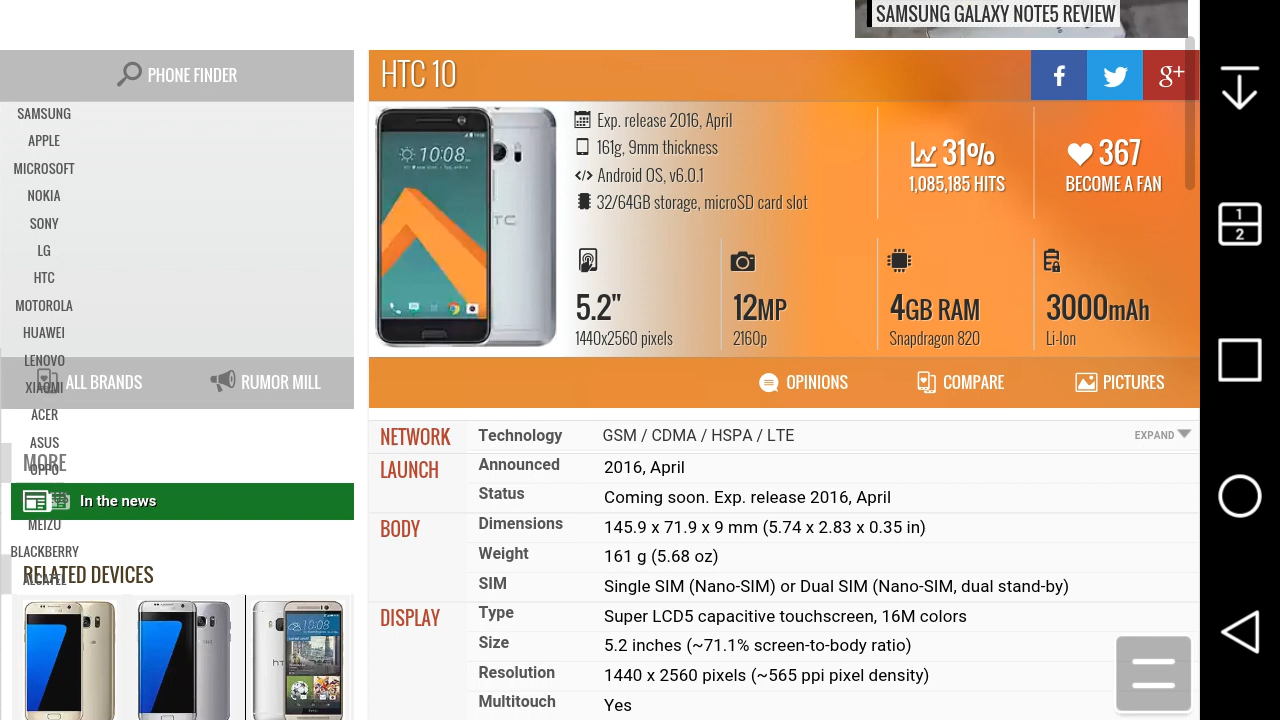 SAMSUNG GALAXY NOTE5 REVIEW
PHONE FINDER
SAMSUNG
APPLE
MICROSOFT
NOKIA
SONY
LG
HTC
MOTOROLA
HUAWEI
LENOVO
XIAOMI
ALL BRANDS
RUMOR MILL
ACER
ASUS
OPPO
MORE
In the news
MEIZU
BLACKBERRY
ALCATEL
RELATED DEVICES
HTC 10
f
g+
10:08
Exp. release 2016, April
161g, 9mm thickness
Android OS, v6.0.1
32/64GB storage, microSD card slot
31%
1,085,185 HITS
367
BECOME A FAN
5.2"
1440x2560 pixels
12MP
2160p
4GB RAM
Snapdragon 820
3000mAh
Li-Ion
OPINIONS
COMPARE
PICTURES
NETWORK Technology GSM / CDMA / HSPA / LTE EXPAND
LAUNCH Announced 2016, April
Status Coming soon. Exp. release 2016, April
BODY Dimensions 145.9 x 71.9 x 9 mm (5.74 x 2.83 x 0.35 in)
Weight 161 g (5.68 oz)
SIM Single SIM (Nano-SIM) or Dual SIM (Nano-SIM, dual stand-by)
DISPLAY Type Super LCD5 capacitive touchscreen, 16M colors
Size 5.2 inches (~71.1% screen-to-body ratio)
Resolution 1440 x 2560 pixels (~565 ppi pixel density)
Multitouch Yes
1
2